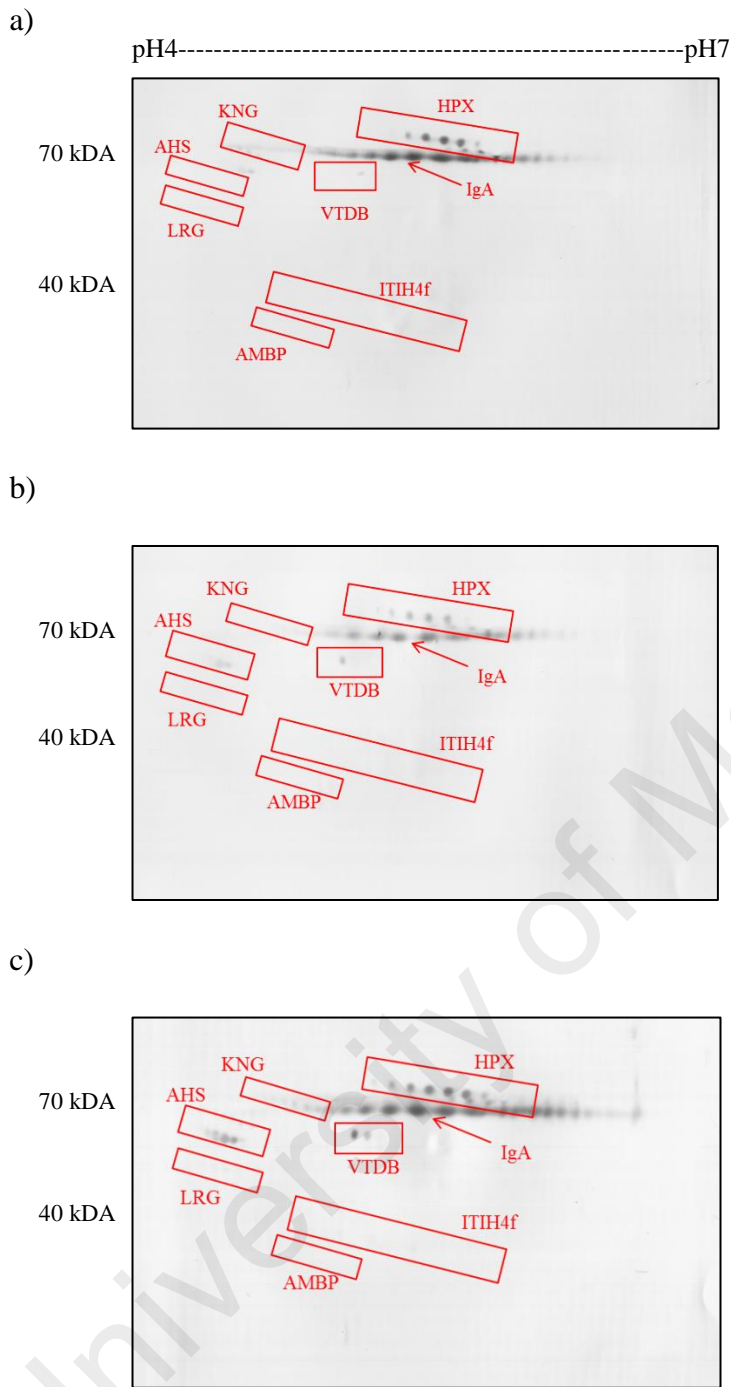 a)
pH4-----------------------------------------------------------pH7
HPX
KNG
AHS
70 kDA
IgA
VTDB
LRG
40 kDA
ITIH4f
AMBP
b)
HPX
KNG
AHS
70 kDA
IgA
VTDB
LRG
40 kDA
ITIH4f
AMBP
c)
HPX
KNG
AHS
70 kDA
IgA
VTDB
LRG
40 kDA
ITIH4f
AMBP
University of M